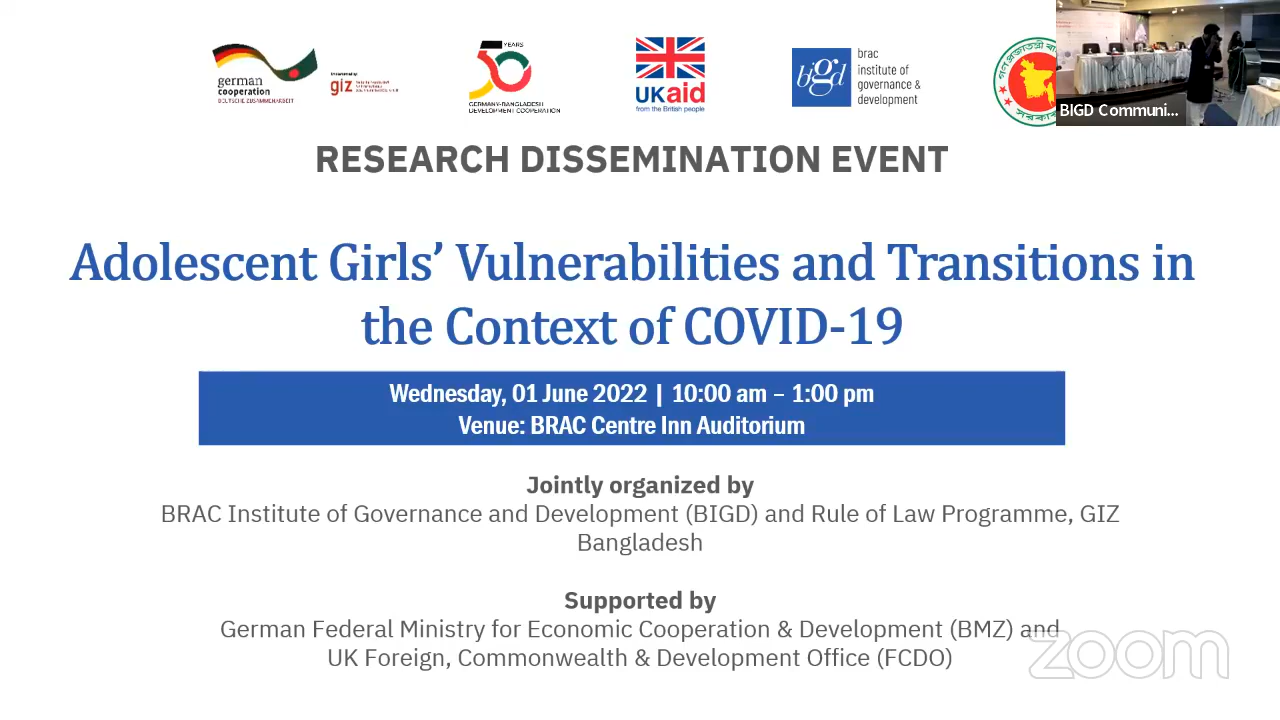 german
cooperation
DEUTSCHE ZUSAMMENARBEIT
giz
50
YEARS
GERMANY-BANGLADESH
DEVELOPMENT COOPERATION
UKaid
from the British people
bigd
brac
institute of
governance &
development
BIGD Communi...
RESEARCH DISSEMINATION EVENT
Adolescent Girls’ Vulnerabilities and Transitions in
the Context of COVID-19
Wednesday, 01 June 2022 | 10:00 am – 1:00 pm
Venue: BRAC Centre Inn Auditorium
Jointly organized by
BRAC Institute of Governance and Development (BIGD) and Rule of Law Programme, GIZ
Bangladesh
Supported by
German Federal Ministry for Economic Cooperation & Development (BMZ) and
UK Foreign, Commonwealth & Development Office (FCDO)
zoom